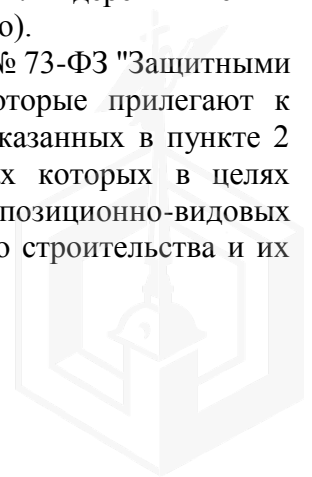 о).
№ 73-ФЗ "Защитными
оторые прилегают к
казанных в пункте 2
х которых в целях
позиционно-видовых
о строительства и их